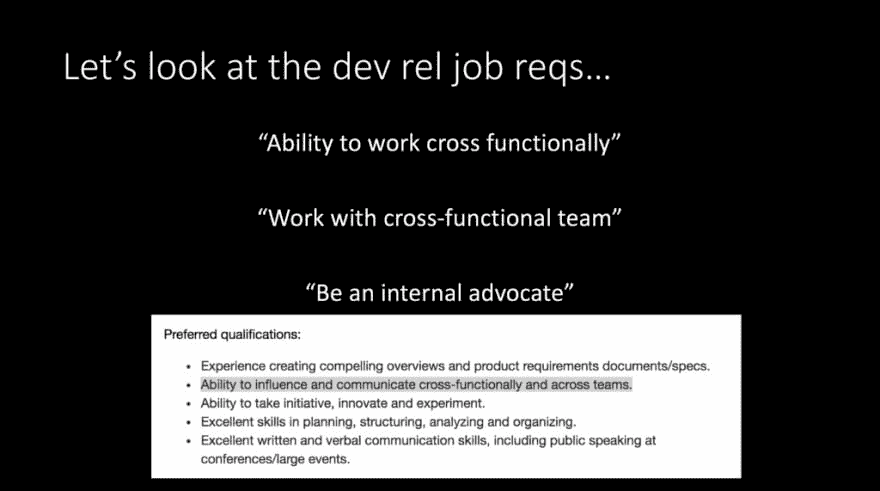 Let’s look at the dev rel job reqs…
“Ability to work cross functionally”
“Work with cross-functional team”
“Be an internal advocate”
Preferred qualifications:
• Experience creating compelling overviews and product requirements documents/specs.
• Ability to influence and communicate cross-functionally and across teams.
• Ability to take initiative, innovate and experiment.
• Excellent skills in planning, structuring, analyzing and organizing.
• Excellent written and verbal communication skills, including public speaking at
conferences/large events.